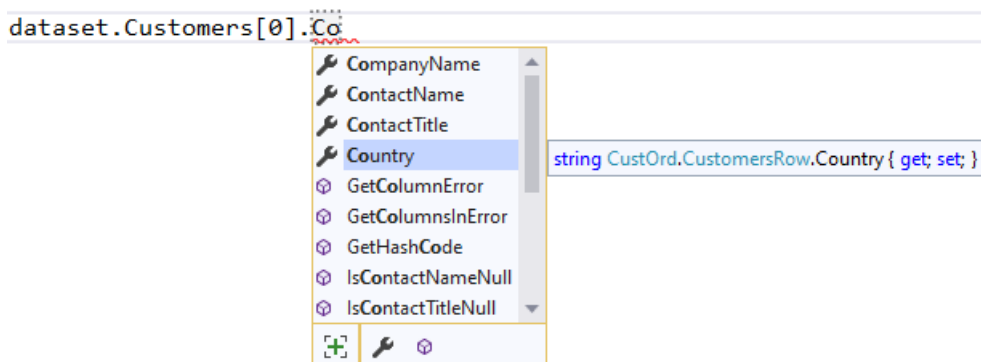 dataset.Customers[0].Co
CompanyName
ContactName
ContactTitle
Country
string CustOrd.CustomersRow.Country { get; set; }
GetColumnError
GetColumnsInError
GetHashCode
IsContactNameNull
IsContactTitleNull